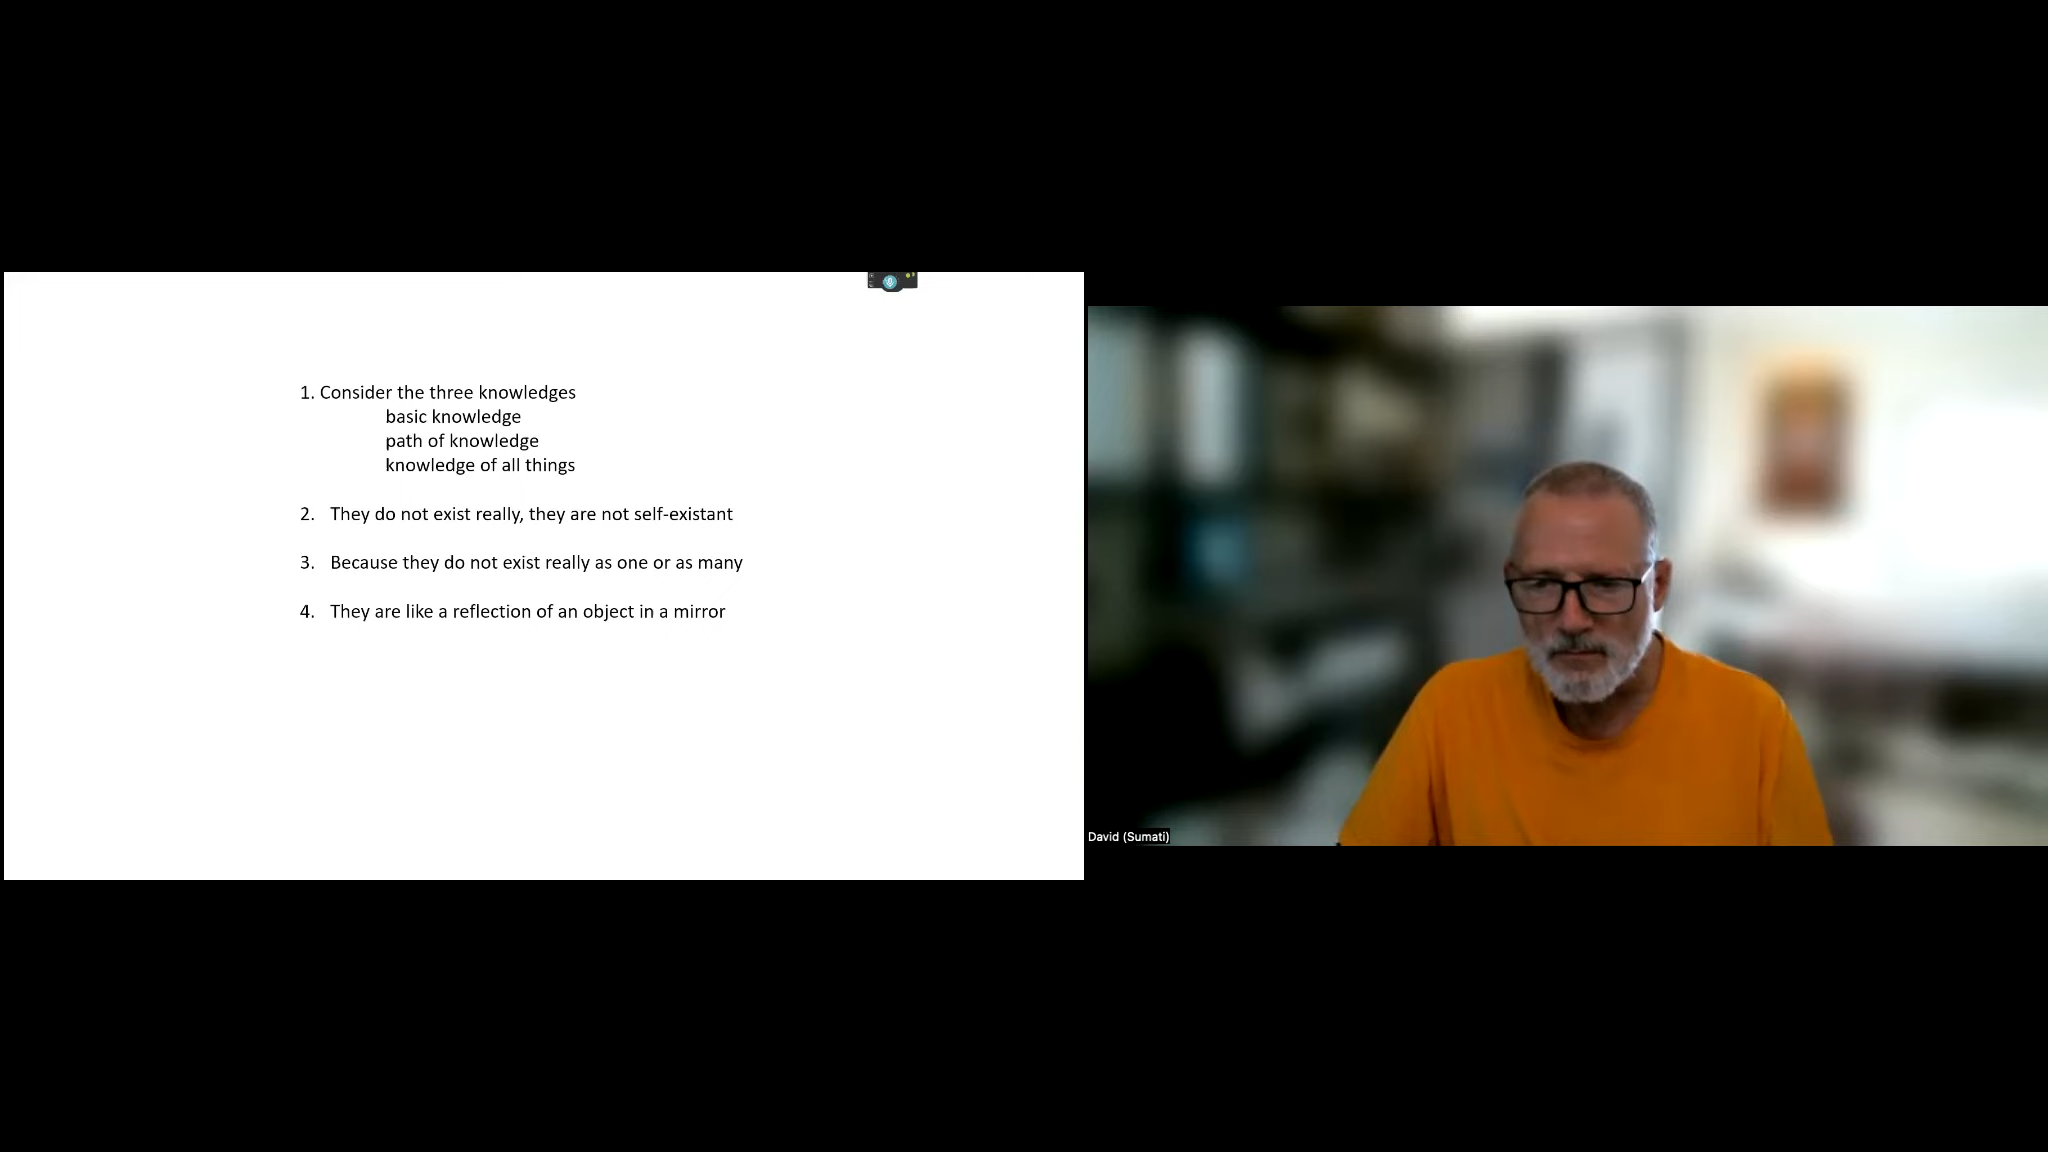 1. Consider the three knowledges
basic knowledge
path of knowledge
knowledge of all things
2. They do not exist really, they are not self-existant
3. Because they do not exist really as one or as many
4. They are like a reflection of an object in a mirror
David (Sumati)